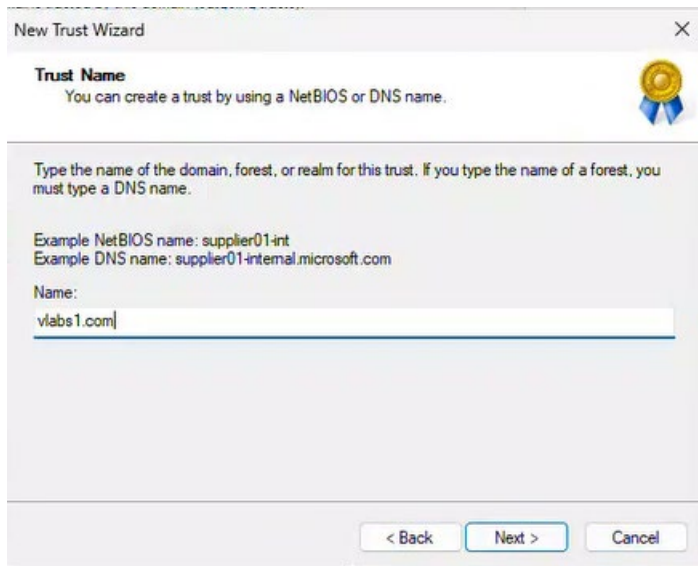 New Trust Wizard
Trust Name
You can create a trust by using a NetBIOS or DNS name.
Type the name of the domain, forest, or realm for this trust. If you type the name of a forest, you
must type a DNS name.
Example NetBIOS name: supplier01-int
Example DNS name: supplier01-internal.microsoft.com
Name:
vlabs1.com
< Back Next > Cancel